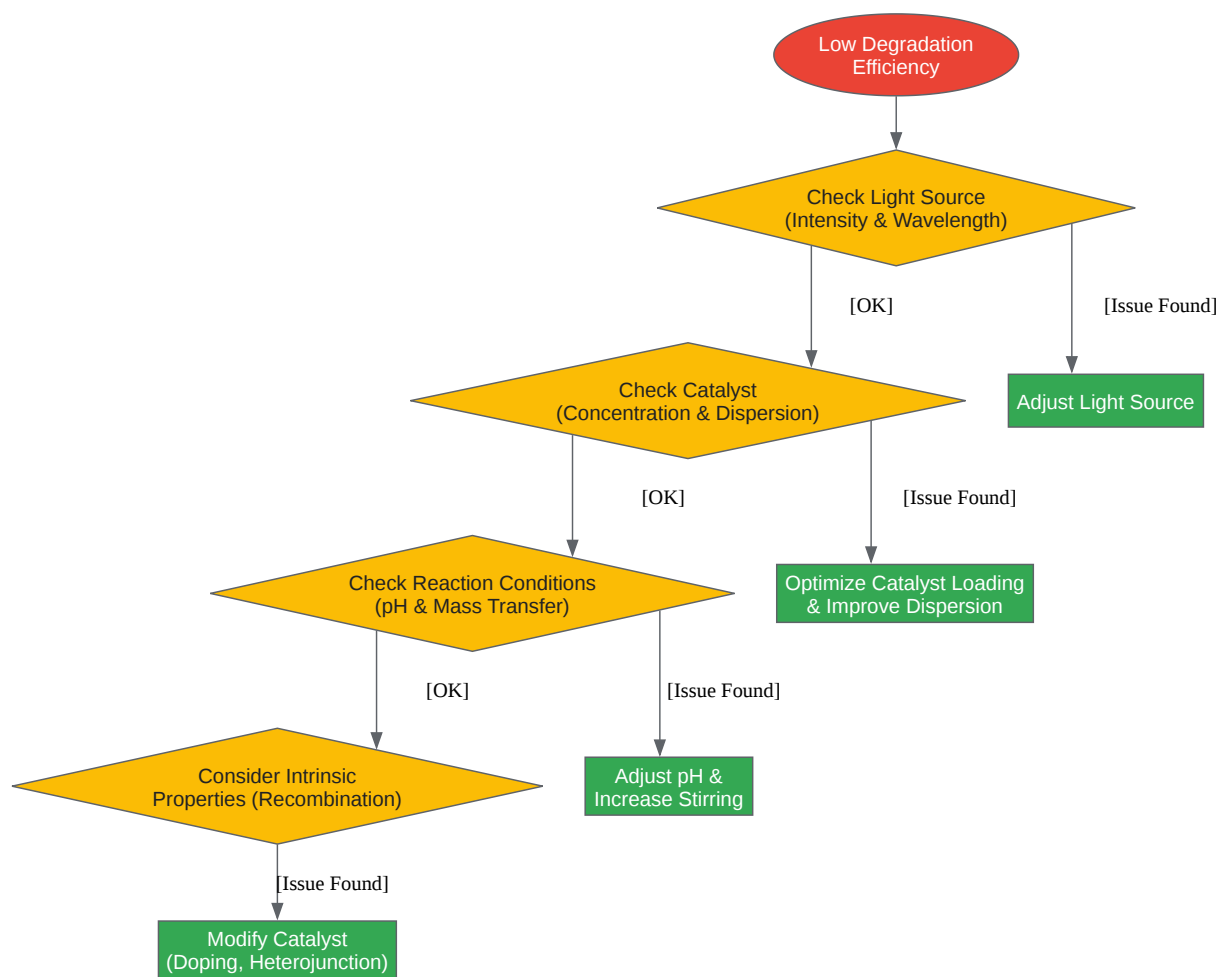 Low Degradation
Efficiency
Check Light Source
(Intensity & Wavelength)
[OK]
[Issue Found]
Check Catalyst
(Concentration & Dispersion)
Adjust Light Source
[OK]
[Issue Found]
Check Reaction Conditions
(pH & Mass Transfer)
Optimize Catalyst Loading
& Improve Dispersion
[OK]
[Issue Found]
Consider Intrinsic
Properties (Recombination)
Adjust pH &
Increase Stirring
[Issue Found]
Modify Catalyst
(Doping, Heterojunction)